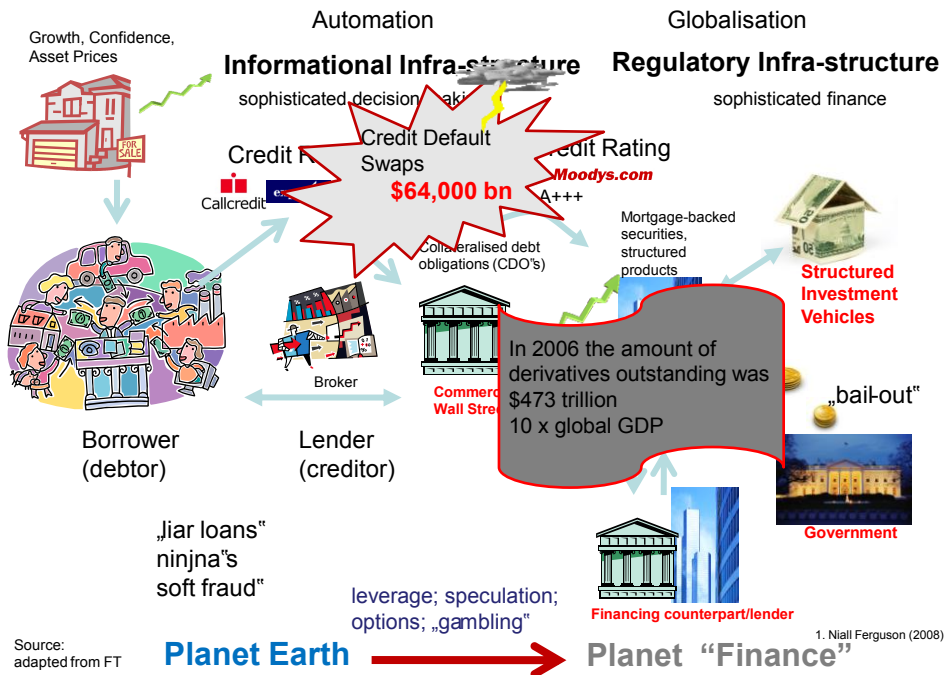 Automation
Globalisation
Growth, Confidence,
Asset Prices
Informational Infra-structure
Regulatory Infra-structure
sophisticated decision
sophisticated finance
FOR
SALE
Credit Default
Swaps
$64,000 bn
Credit R
edit Rating
Moodys.com
A+++
Callcredit
Mortgage-backed
securities,
structured
products
Collateralised debt
obligations (CDO‟s)
Structured
Investment
Vehicles
In 2006 the amount of
derivatives outstanding was
$473 trillion
10 x global GDP
Broker
Commerc
Wall Stree
„bail-out‟
Borrower
(debtor)
Lender
(creditor)
Government
„liar loans‟
ninjna‟s
soft fraud‟
leverage; speculation;
options; „gambling‟
Financing counterpart/lender
1. Niall Ferguson (2008)
Source:
adapted from FT
Planet Earth
Planet “Finance”